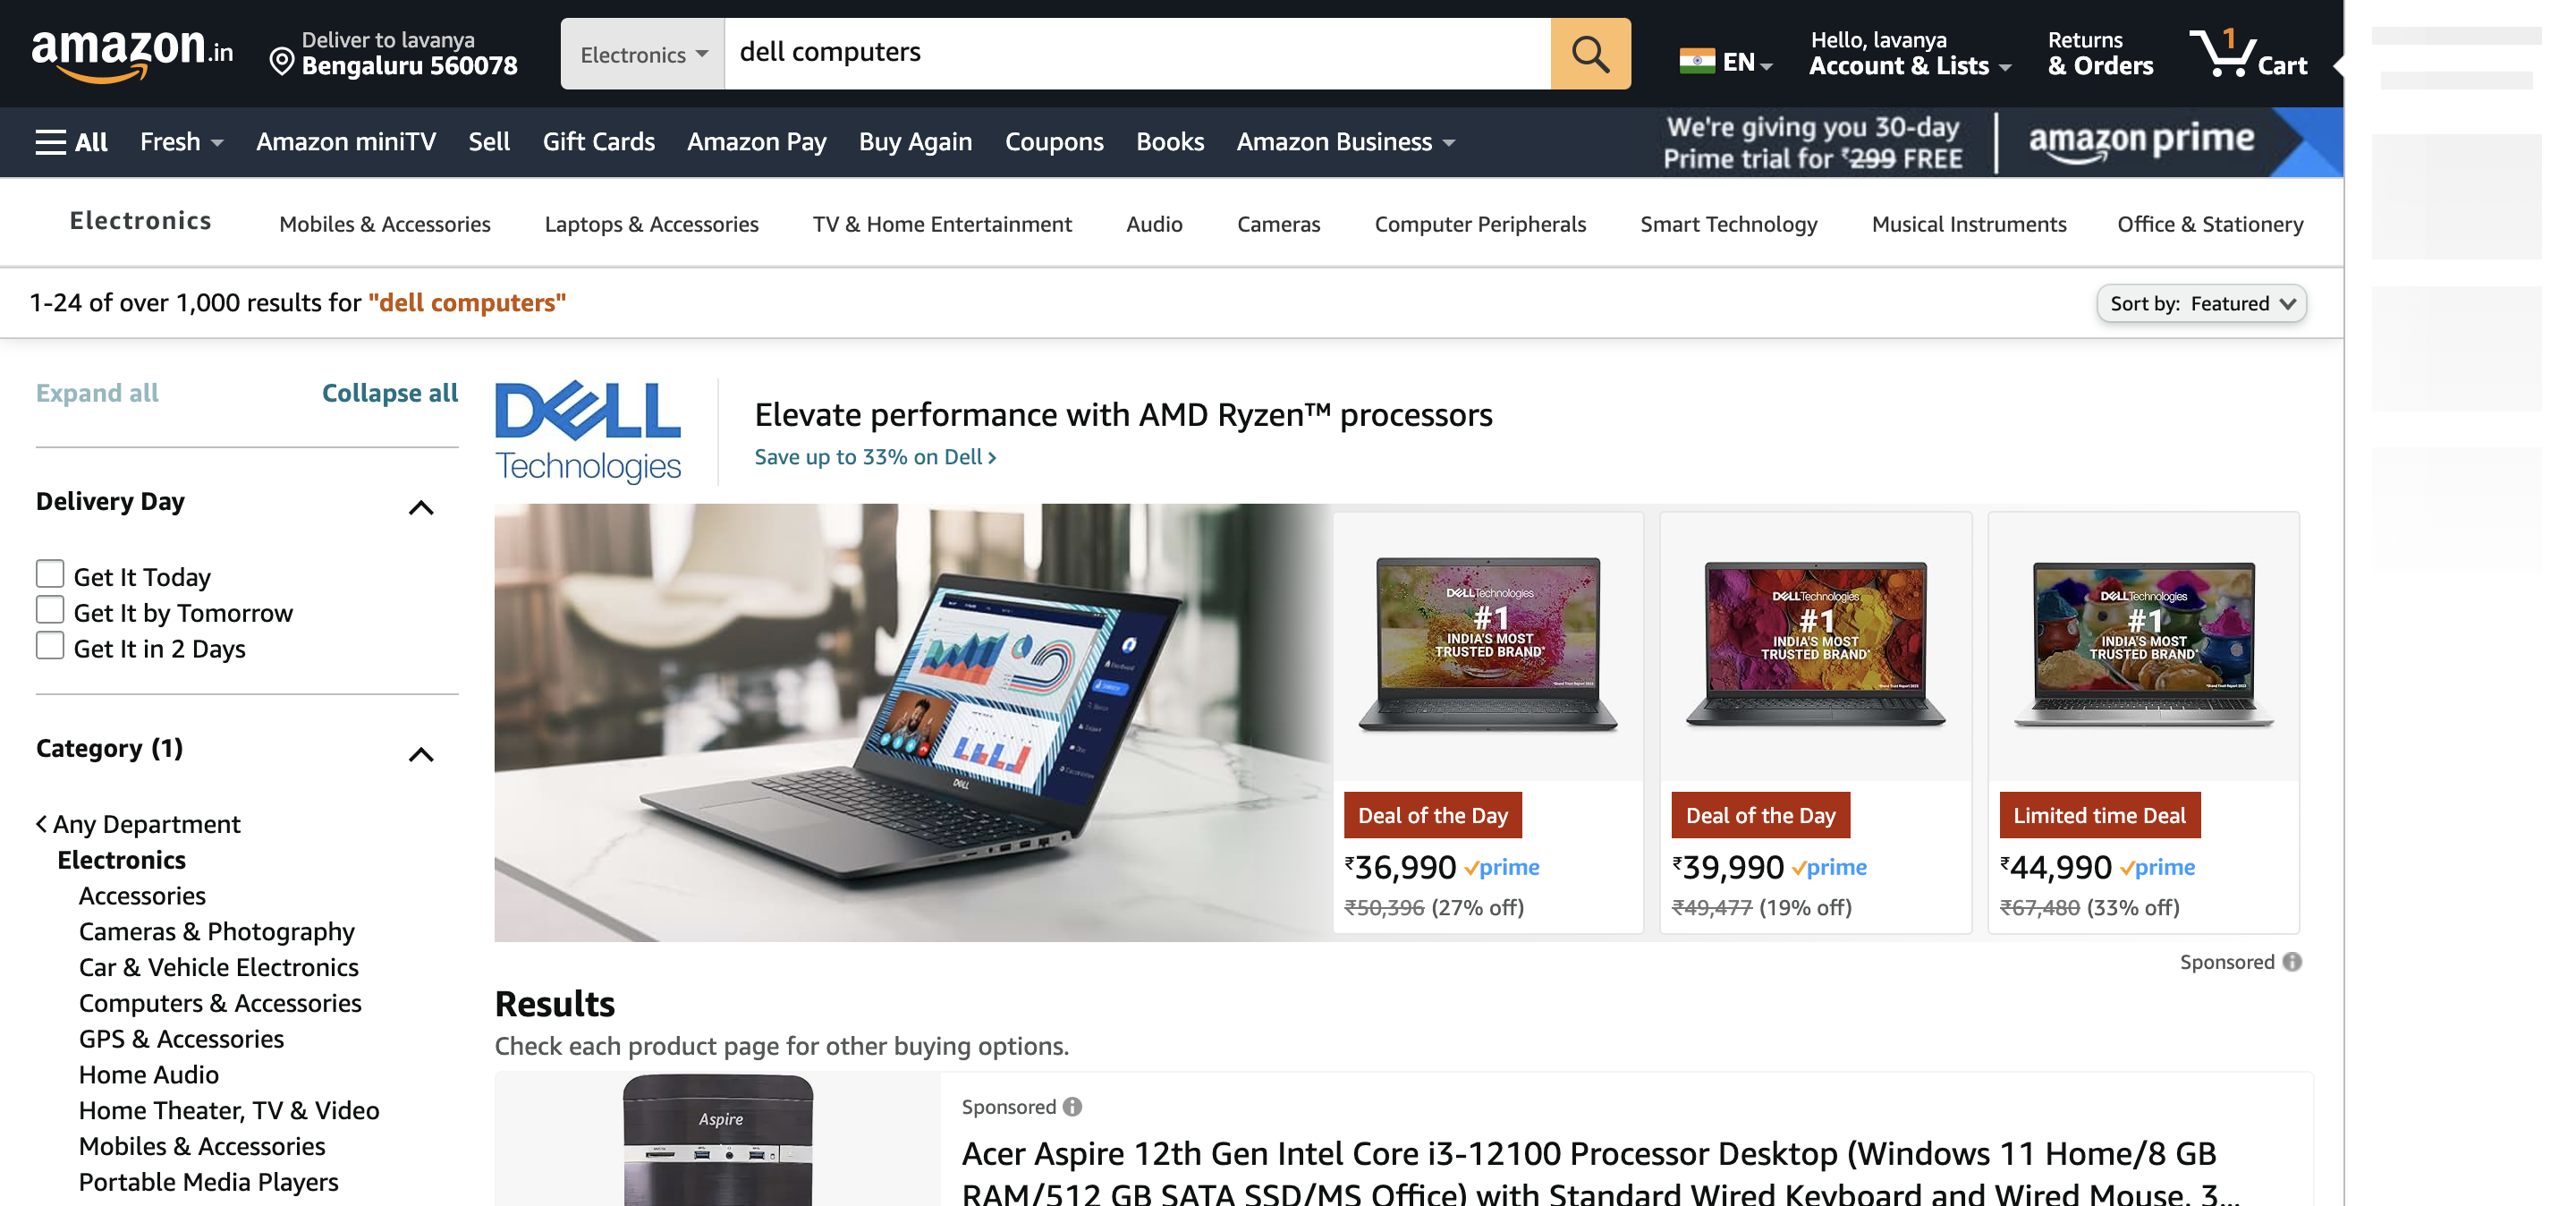 amazon.in
Deliver to lavanya
Bengaluru 560078
Electronics
dell computers
EN
Hello, lavanya
Account & Lists
Returns
& Orders
1
Cart
All
Fresh
Amazon miniTV
Sell
Gift Cards
Amazon Pay
Buy Again
Coupons
Books
Amazon Business
We're giving you 30-day
Prime trial for ₹299 FREE
amazon prime
Electronics
Mobiles & Accessories
Laptops & Accessories
TV & Home Entertainment
Audio
Cameras
Computer Peripherals
Smart Technology
Musical Instruments
Office & Stationery
1-24 of over 1,000 results for "dell computers"
Sort by: Featured
Expand all
Collapse all
Delivery Day
Get It Today
Get It by Tomorrow
Get It in 2 Days
Category (1)
Any Department
Electronics
Accessories
Cameras & Photography
Car & Vehicle Electronics
Computers & Accessories
GPS & Accessories
Home Audio
Home Theater, TV & Video
Mobiles & Accessories
Portable Media Players
DELL
Technologies
Elevate performance with AMD Ryzen™ processors
Save up to 33% on Dell
DELL
DELLTechnologies
#1
INDIA'S MOST
TRUSTED BRAND*
Deal of the Day
₹36,990 prime
₹50,396 (27% off)
DELLTechnologies
#1
INDIA'S MOST
TRUSTED BRAND*
Deal of the Day
₹39,990 prime
₹49,477 (19% off)
DELLTechnologies
#1
INDIA'S MOST
TRUSTED BRAND*
Limited time Deal
₹44,990 prime
₹67,480 (33% off)
Sponsored
Results
Check each product page for other buying options.
Aspire
Sponsored
Acer Aspire 12th Gen Intel Core i3-12100 Processor Desktop (Windows 11 Home/8 GB
RAM/512 GB SATA SSD/MS Office) with Standard Wired Keyboard and Wired Mouse, 3...